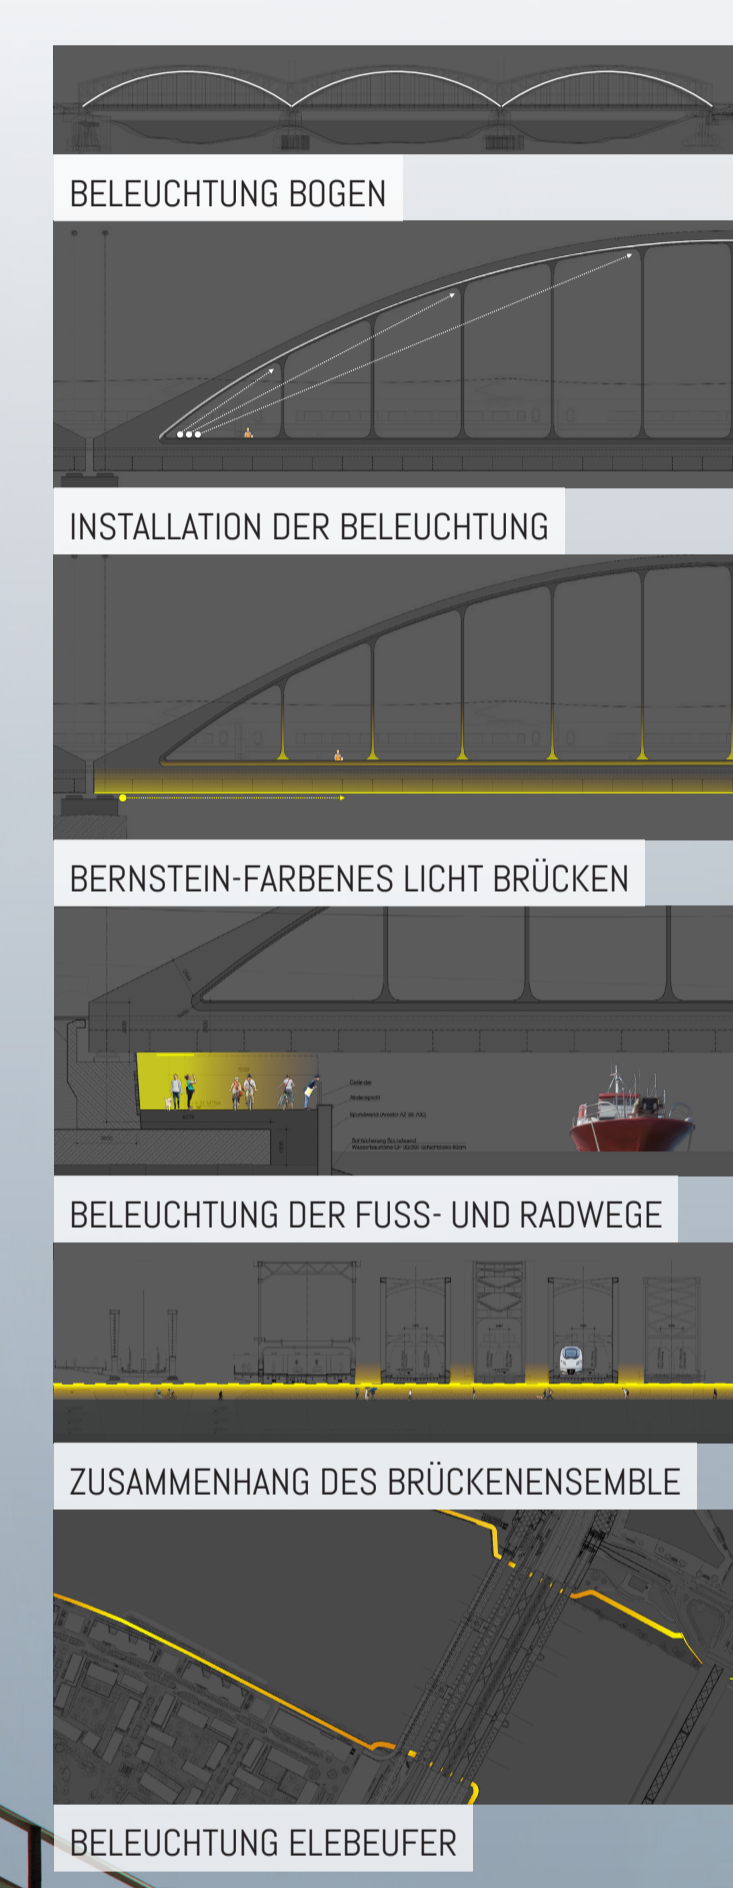 BELEUCHTUNG BOGEN
INSTALLATION DER BELEUCHTUNG
BERNSTEIN-FARBENES LICHT BRÜCKEN
Geländer
BELEUCHTUNG DER FUSS- UND RADWEGE
ZUSAMMENHANG DES BRÜCKENENSEMBLE
BELEUCHTUNG ELEBEUFER